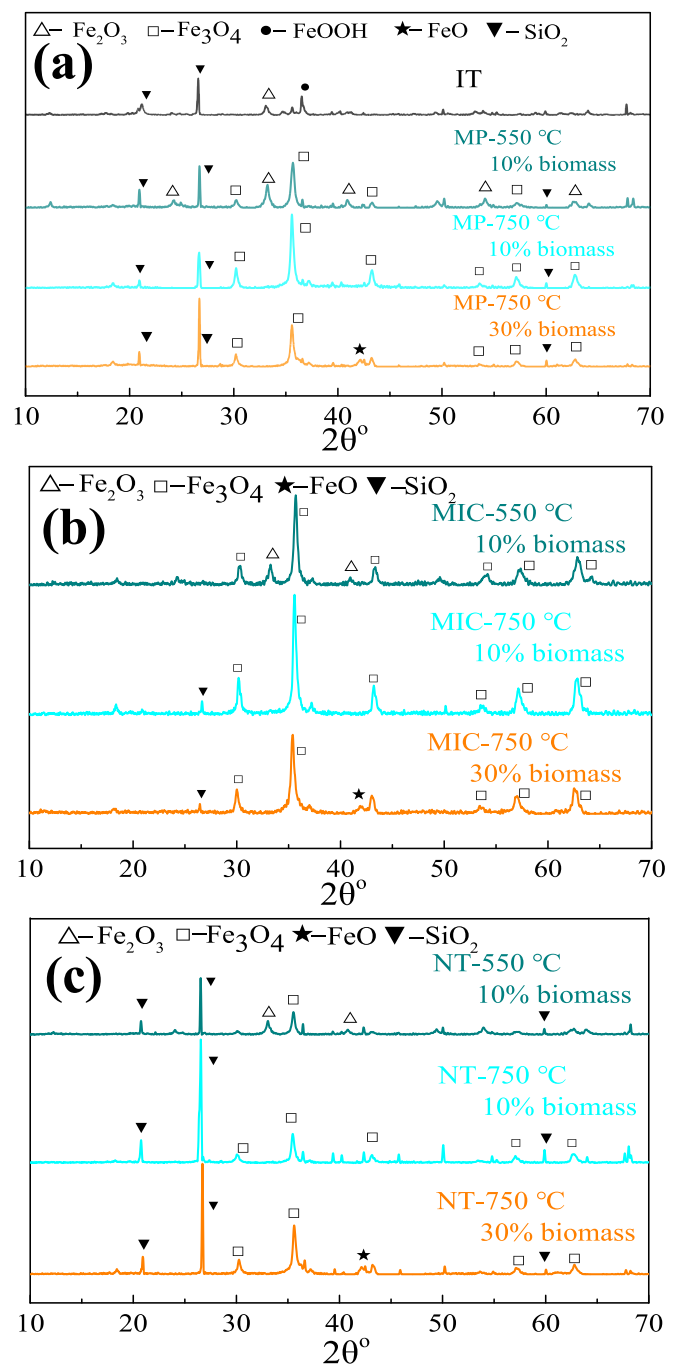 △–Fe₂O₃ □–Fe₃O₄ ●–FeOOH ★–FeO ▼–SiO₂
(a)
IT
MP-550 °C
10% biomass
MP-750 °C
10% biomass
MP-750 °C
30% biomass
10 20 30 40 50 60 70
2θº
△–Fe₂O₃ □–Fe₃O₄ ★–FeO ▼–SiO₂
(b)
MIC-550 °C
10% biomass
MIC-750 °C
10% biomass
MIC-750 °C
30% biomass
10 20 30 40 50 60 70
2θº
△–Fe₂O₃ □–Fe₃O₄ ★–FeO ▼–SiO₂
(c)
NT-550 °C
10% biomass
NT-750 °C
10% biomass
NT-750 °C
30% biomass
10 20 30 40 50 60 70
2θº